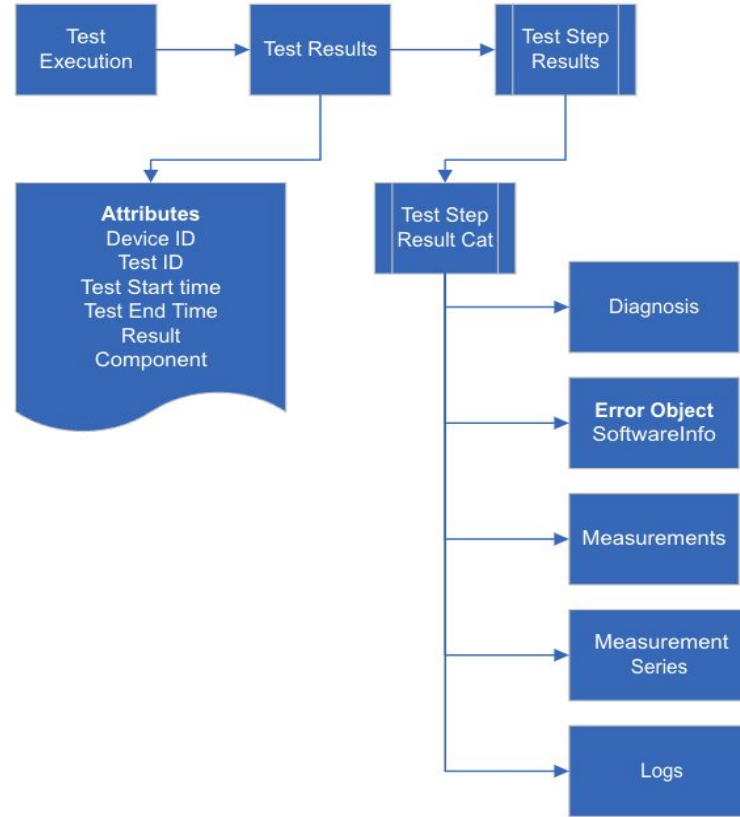 Test
Execution
Test Results
Test Step
Results
Attributes
Device ID
Test ID
Test Start time
Test End Time
Result
Component
Test Step
Result Cat
Diagnosis
Error Object
SoftwareInfo
Measurements
Measurement
Series
Logs